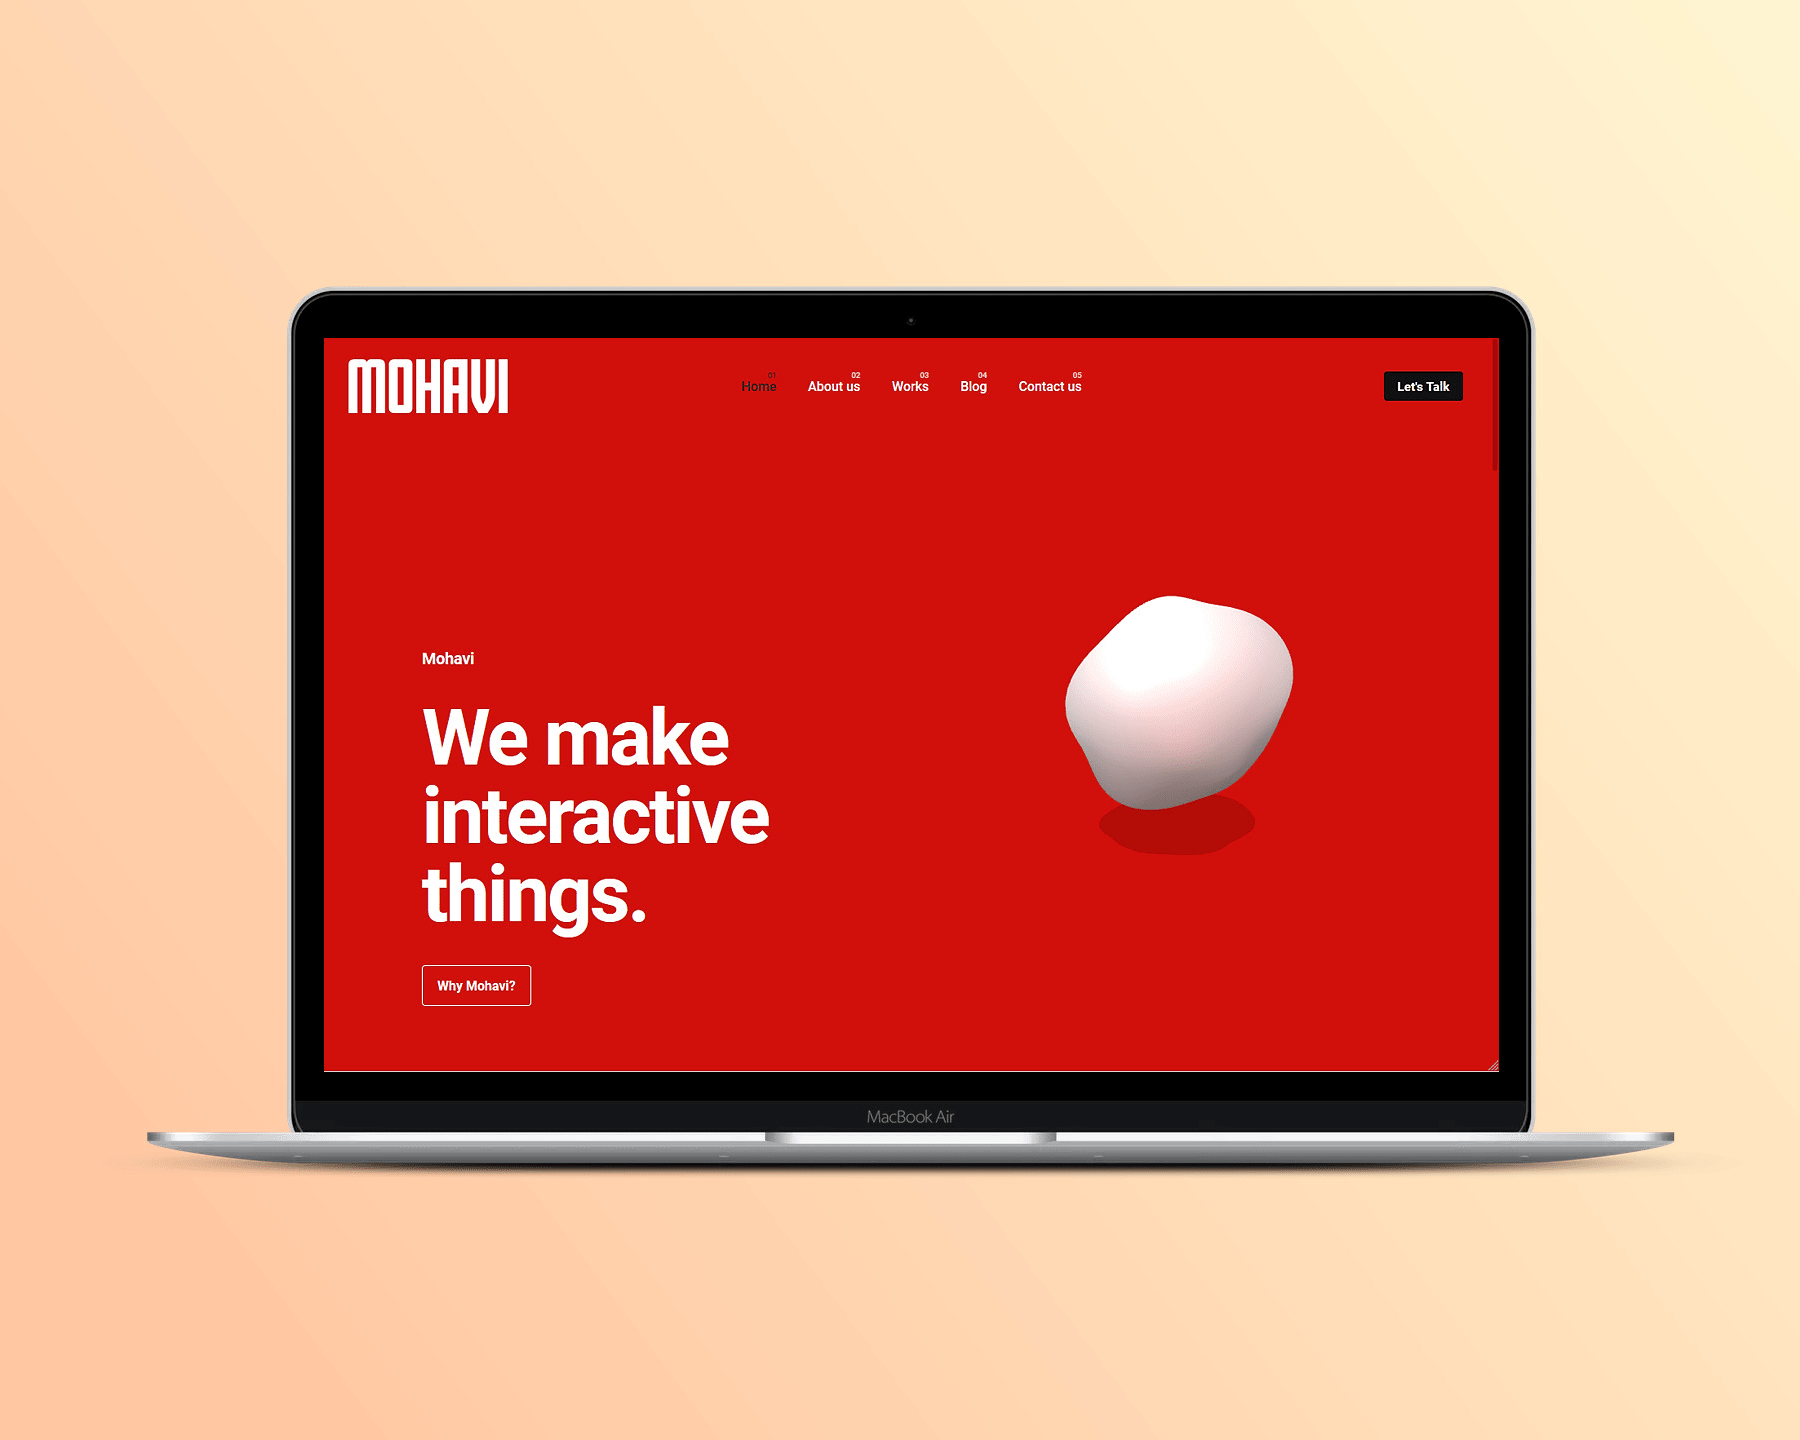 MOHAVI
01 02 03 04 05
Home About us Works Blog Contact us
Let's Talk
Mohavi
We make
interactive
things.
Why Mohavi?
MacBook Air